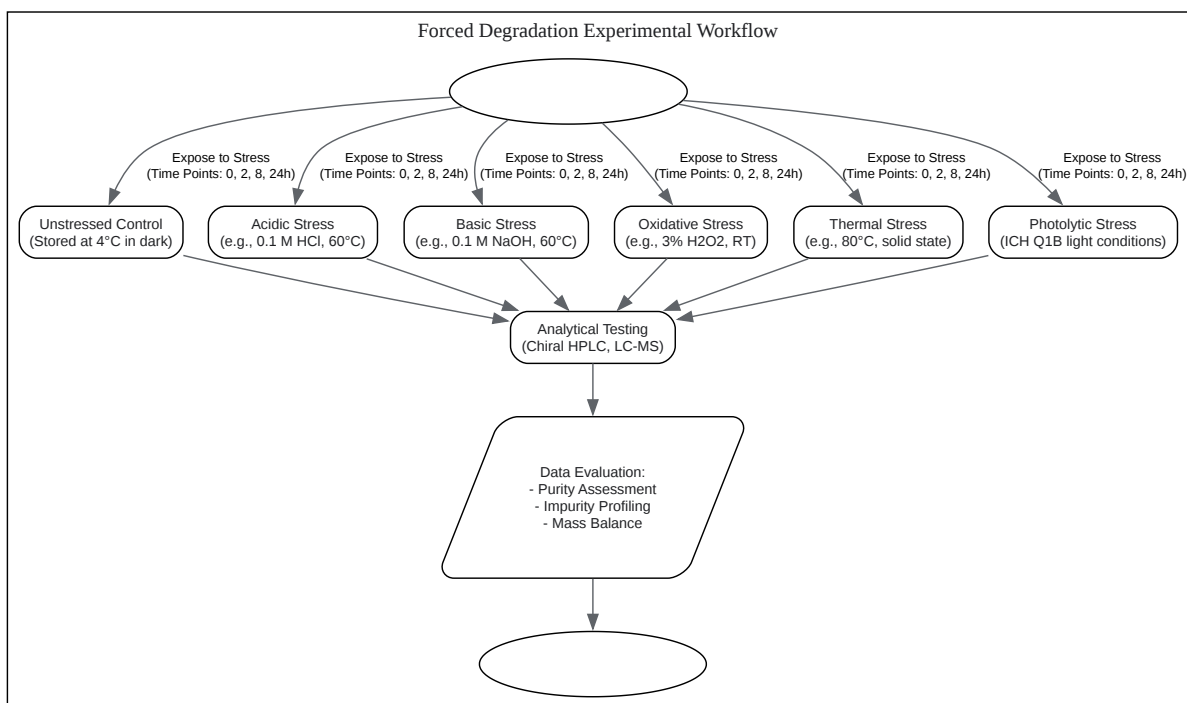 Forced Degradation Experimental Workflow
Expose to Stress
(Time Points: 0, 2, 8, 24h)
Expose to Stress
(Time Points: 0, 2, 8, 24h)
Expose to Stress
(Time Points: 0, 2, 8, 24h)
Expose to Stress
(Time Points: 0, 2, 8, 24h)
Expose to Stress
(Time Points: 0, 2, 8, 24h)
Expose to Stress
(Time Points: 0, 2, 8, 24h)
Unstressed Control
(Stored at 4°C in dark)
Acidic Stress
(e.g., 0.1 M HCl, 60°C)
Basic Stress
(e.g., 0.1 M NaOH, 60°C)
Oxidative Stress
(e.g., 3% H2O2, RT)
Thermal Stress
(e.g., 80°C, solid state)
Photolytic Stress
(ICH Q1B light conditions)
Analytical Testing
(Chiral HPLC, LC-MS)
Data Evaluation:
- Purity Assessment
- Impurity Profiling
- Mass Balance